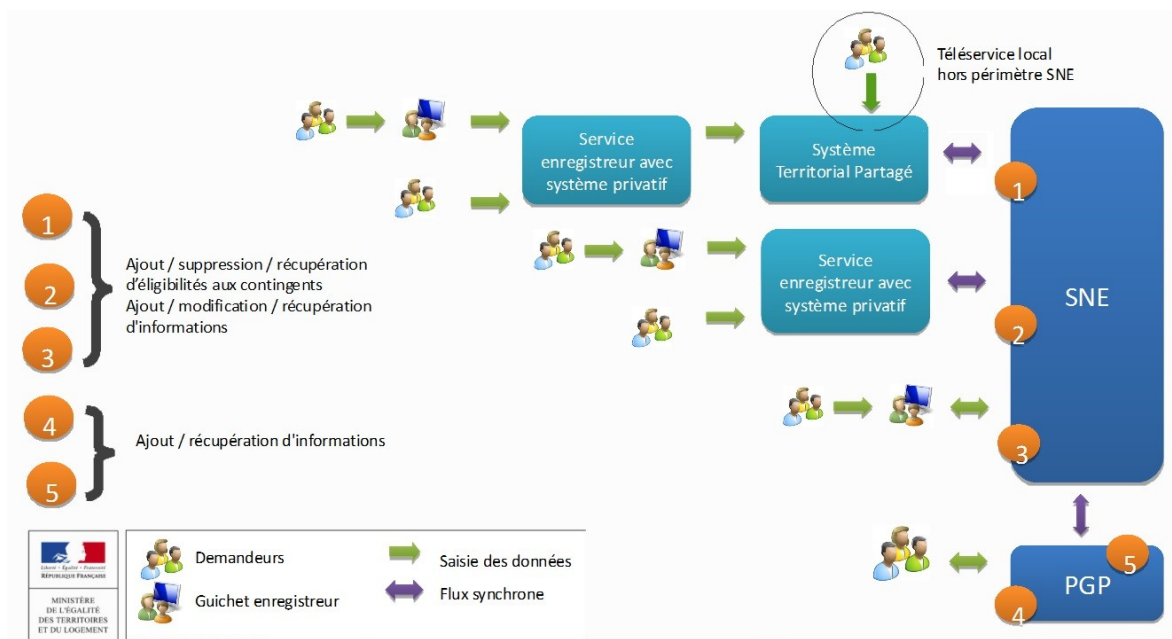 Téléservice local
hors périmètre SNE
Service
enregistreur avec
système privatif
Système
Territorial Partagé
1
1
Ajout / suppression / récupération
d'éligibilités aux contingents
Ajout / modification / récupération
d'informations
2
3
Service
enregistreur avec
système privatif
SNE
2
3
4
Ajout / récupération d'informations
5
Liberté • Égalité • Fraternité
RÉPUBLIQUE FRANÇAISE
MINISTÈRE
DE L'ÉGALITÉ
DES TERRITOIRES
ET DU LOGEMENT
Demandeurs
Saisie des données
Guichet enregistreur
Flux synchrone
5
PGP
4